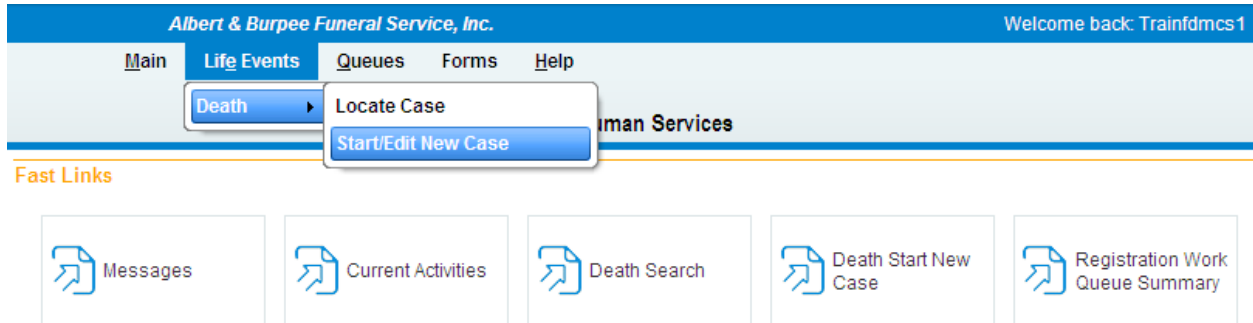 Albert & Burpee Funeral Service, Inc. Welcome back: Trainfdmcs1
Main Life Events Queues Forms Help
Death Locate Case
Human Services
Start/Edit New Case
Fast Links
Messages Current Activities Death Search Death Start New Case Registration Work Queue Summary